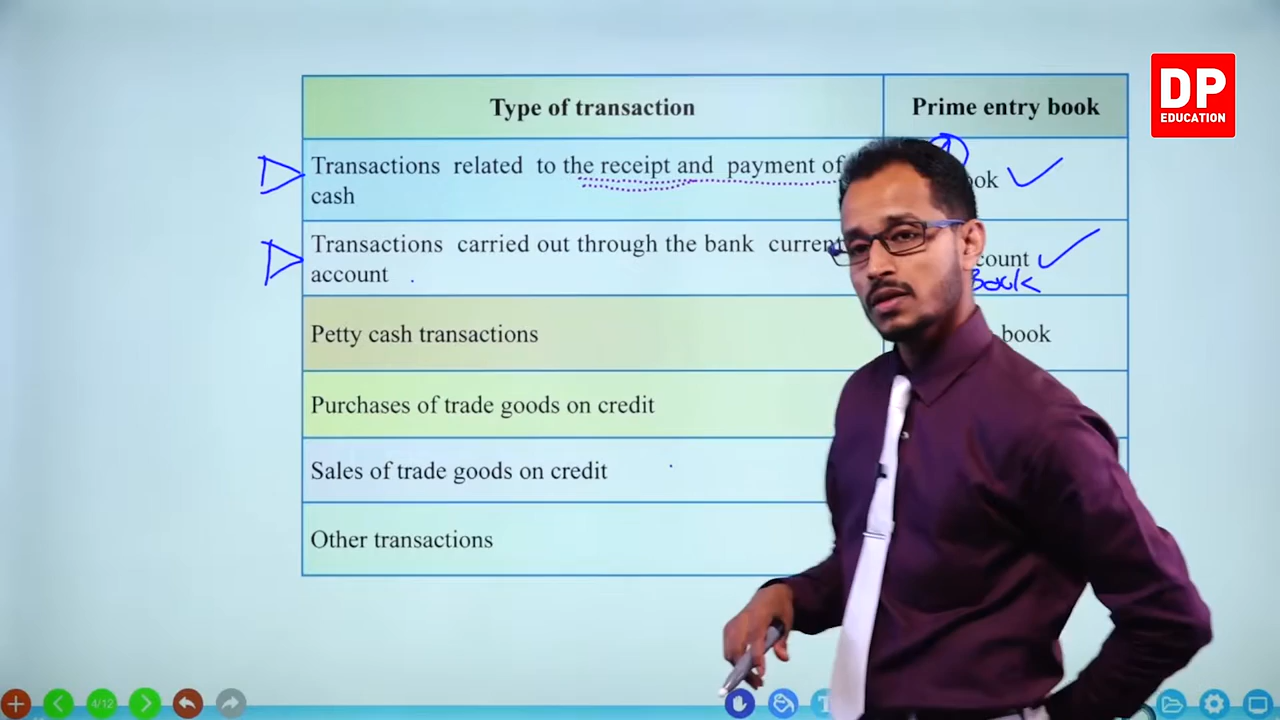 DP
EDUCATION
Type of transaction
Prime entry book
Transactions related to the receipt and payment of
cash
ook
Transactions carried out through the bank current
account
count
Book
Petty cash transactions
book
Purchases of trade goods on credit
Sales of trade goods on credit
Other transactions
4/12
T